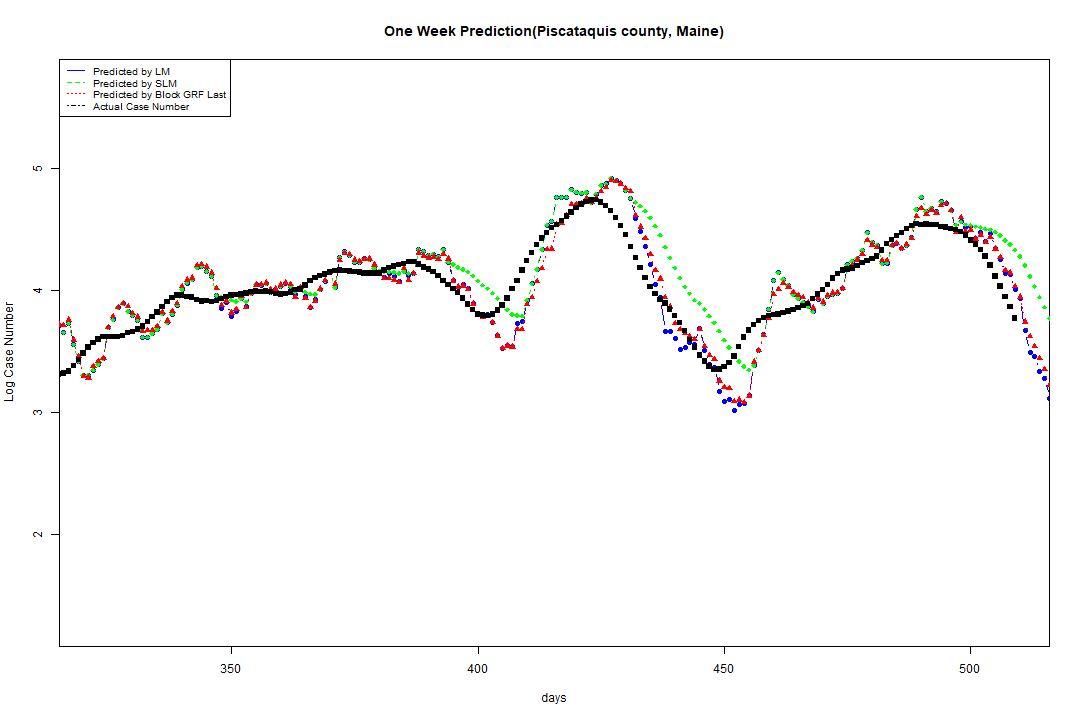 One Week Prediction(Piscataquis county, Maine)
Predicted by LM
Predicted by SLM
Predicted by Block GRF Last
Actual Case Number
5
4
3
2
Log Case Number
350 400 450 500
days